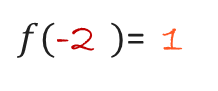 f(-2 )= 1